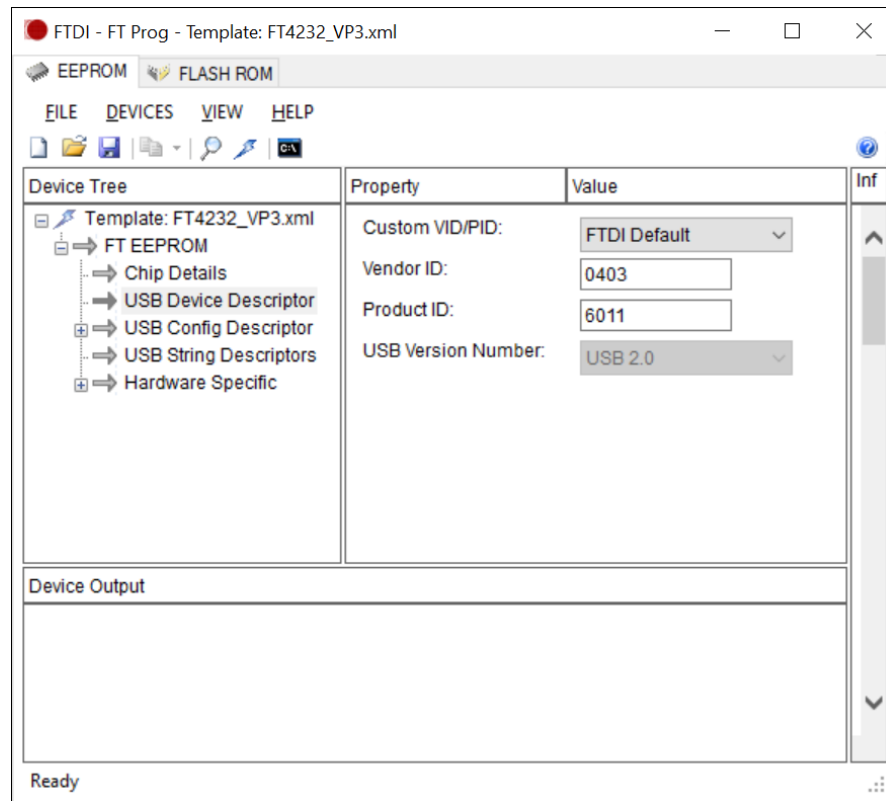 FTDI - FT Prog - Template: FT4232_VP3.xml
EEPROM FLASH ROM
FILE DEVICES VIEW HELP
C:\
Device Tree Property Value Inf
Template: FT4232_VP3.xml
FT EEPROM
Chip Details
USB Device Descriptor
USB Config Descriptor
USB String Descriptors
Hardware Specific
Custom VID/PID: FTDI Default
Vendor ID: 0403
Product ID: 6011
USB Version Number: USB 2.0
Device Output
Ready